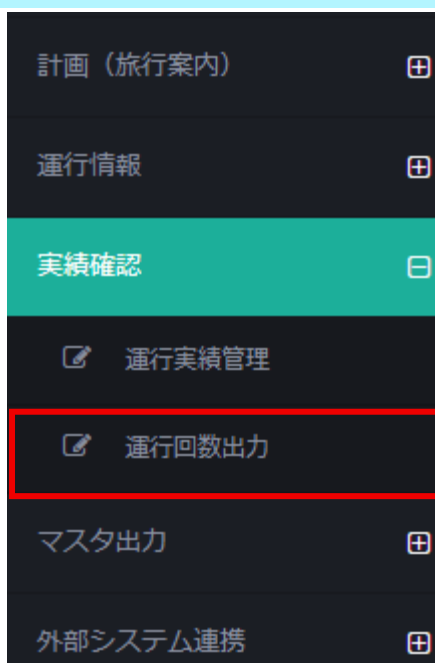 計画（旅行案内）
運行情報
実績確認
運行実績管理
運行回数出力
マスタ出力
外部システム連携